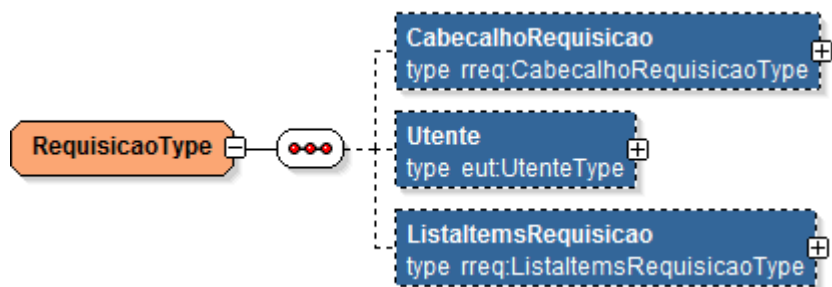 CabecalhoRequisicao
type rreq:CabecalhoRequisicaoType
RequisicaoType
Utente
type eut:UtenteType
ListaItemsRequisicao
type rreq:ListaItemsRequisicaoType